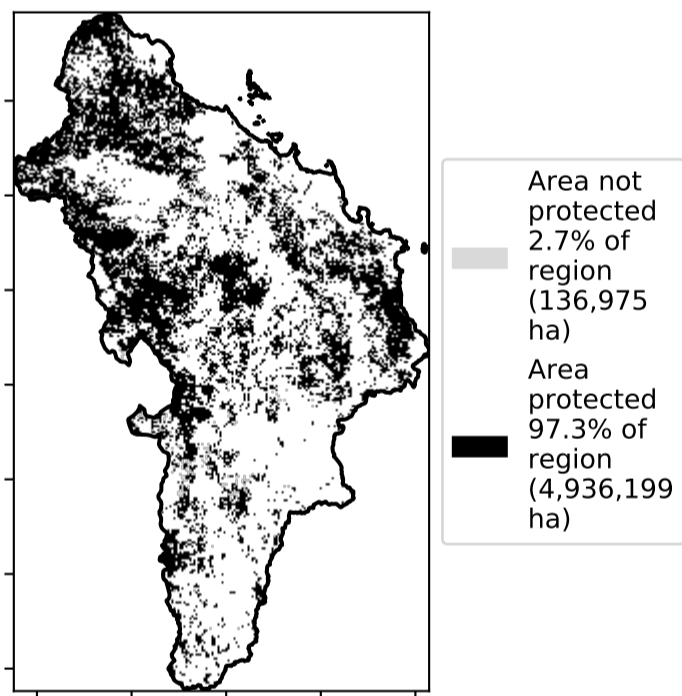 Area not
protected
2.7% of
region
(136,975
ha)
Area
protected
97.3% of
region
(4,936,199
ha)